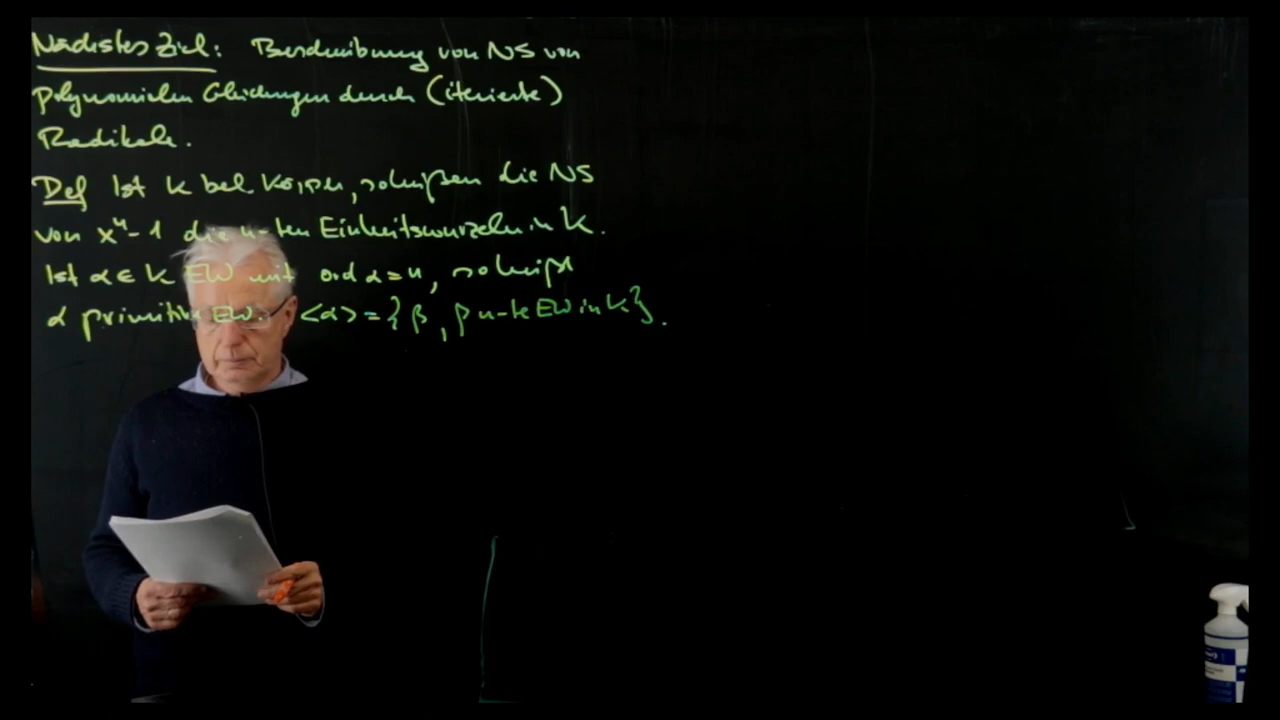 Nächstes Ziel: Beschreibung von NS von
polynomialen Gleichungen durch (iterierte)
Radikale.
Def Ist k bel. Körper, so heißen die NS
von xⁿ-1 die n-ten Einheitswurzeln in k.
Ist α ∈ k EW mit ord α = n, so heißt
α primitive EW. <α> = {β, β n-te EW in k}.